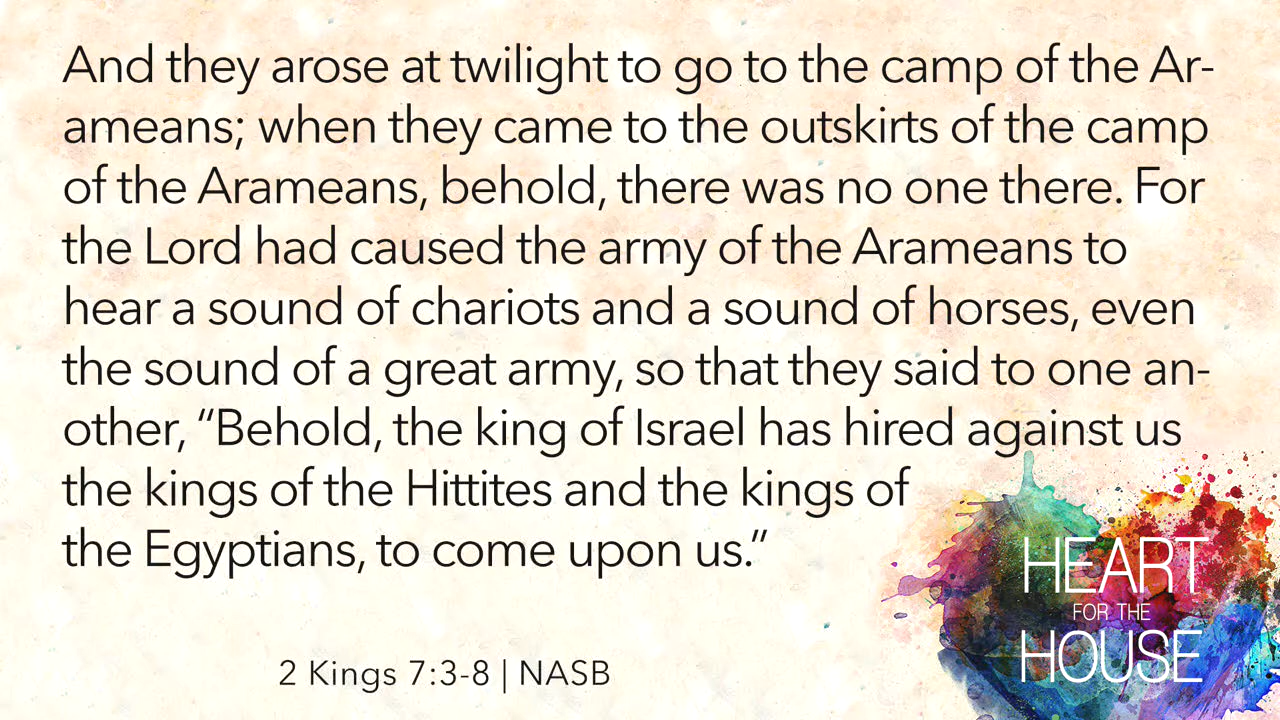 And they arose at twilight to go to the camp of the Ar-
ameans; when they came to the outskirts of the camp
of the Arameans, behold, there was no one there. For
the Lord had caused the army of the Arameans to
hear a sound of chariots and a sound of horses, even
the sound of a great army, so that they said to one an-
other, “Behold, the king of Israel has hired against us
the kings of the Hittites and the kings of
the Egyptians, to come upon us.”
2 Kings 7:3-8 | NASB
HEART
FOR THE
HOUSE